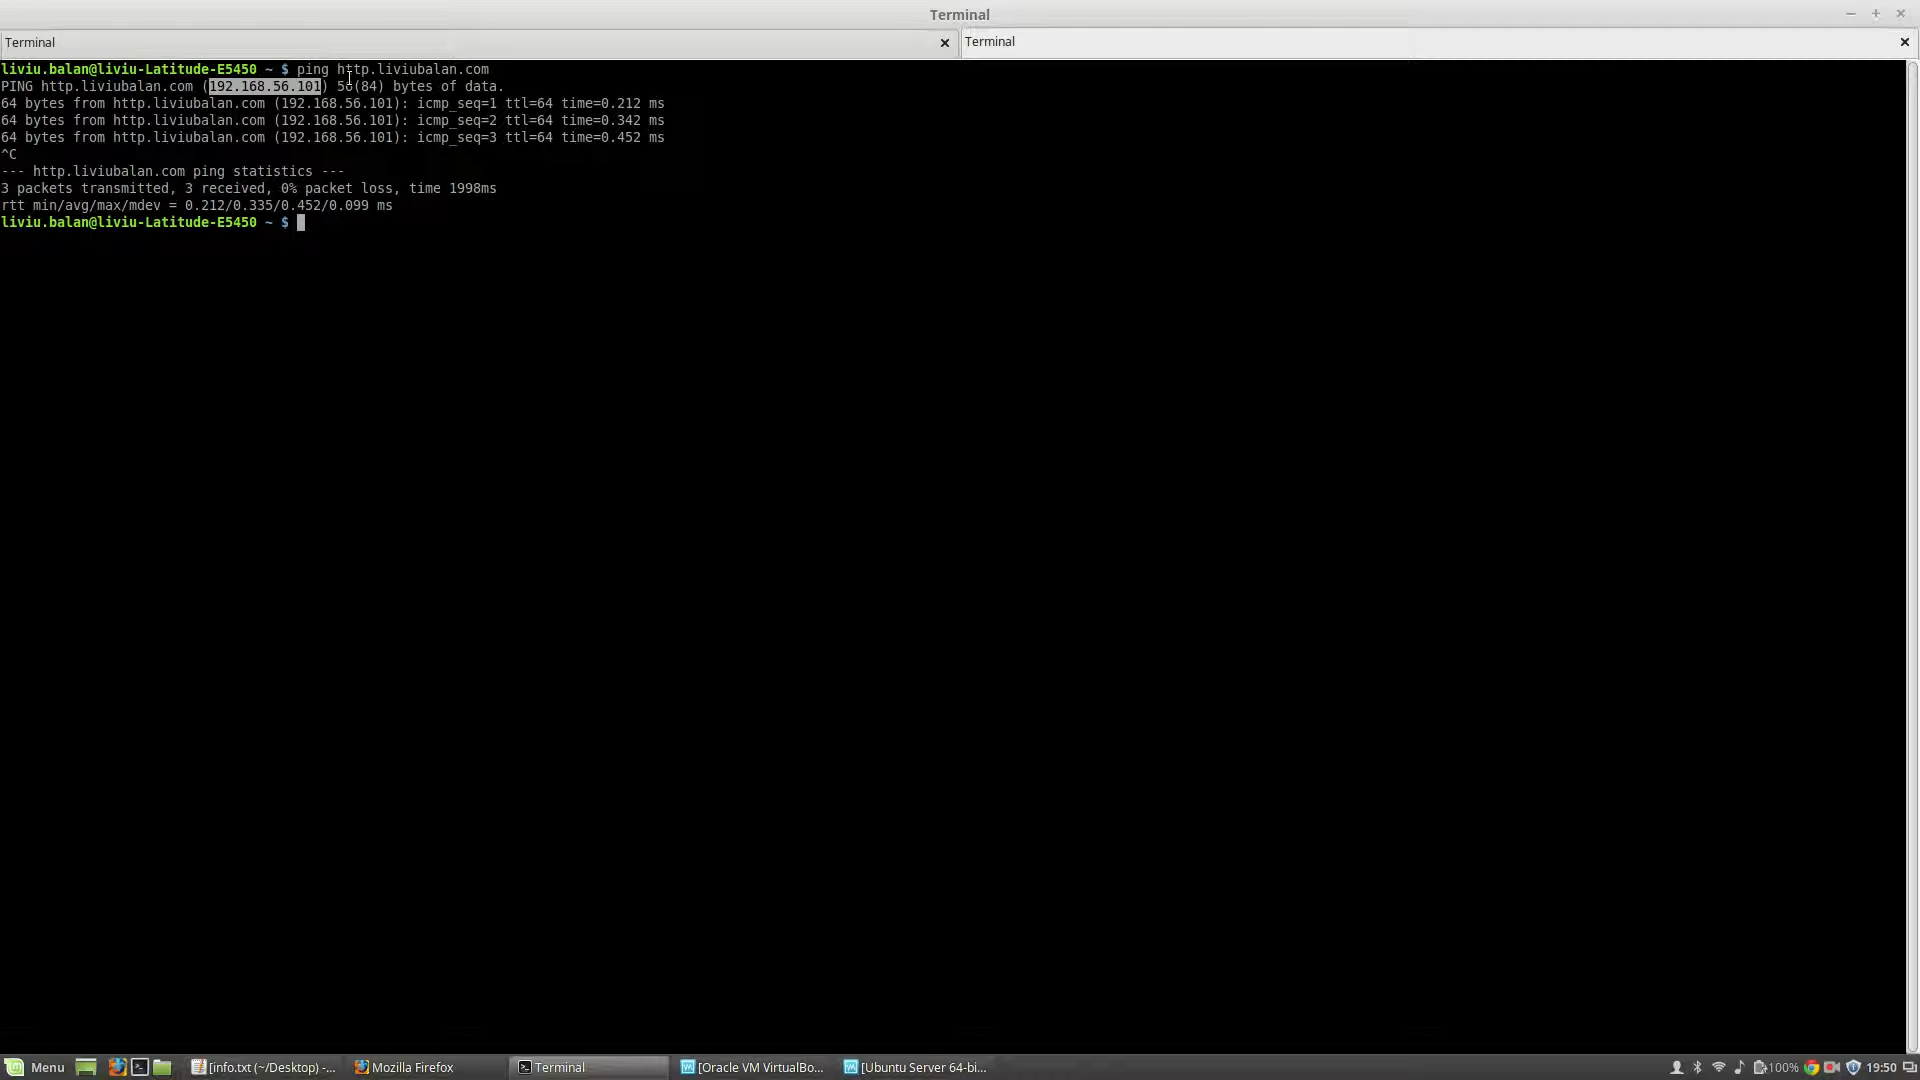 Terminal
Terminal
Terminal
liviu.balan@liviu-Latitude-E5450 ~ $ ping http.liviubalan.com
PING http.liviubalan.com (192.168.56.101) 56(84) bytes of data.
64 bytes from http.liviubalan.com (192.168.56.101): icmp_seq=1 ttl=64 time=0.212 ms
64 bytes from http.liviubalan.com (192.168.56.101): icmp_seq=2 ttl=64 time=0.342 ms
64 bytes from http.liviubalan.com (192.168.56.101): icmp_seq=3 ttl=64 time=0.452 ms
^C
--- http.liviubalan.com ping statistics ---
3 packets transmitted, 3 received, 0% packet loss, time 1998ms
rtt min/avg/max/mdev = 0.212/0.335/0.452/0.099 ms
liviu.balan@liviu-Latitude-E5450 ~ $
Menu [info.txt (~/Desktop) -... Mozilla Firefox Terminal [Oracle VM VirtualBo... [Ubuntu Server 64-bi... 100% 19:50